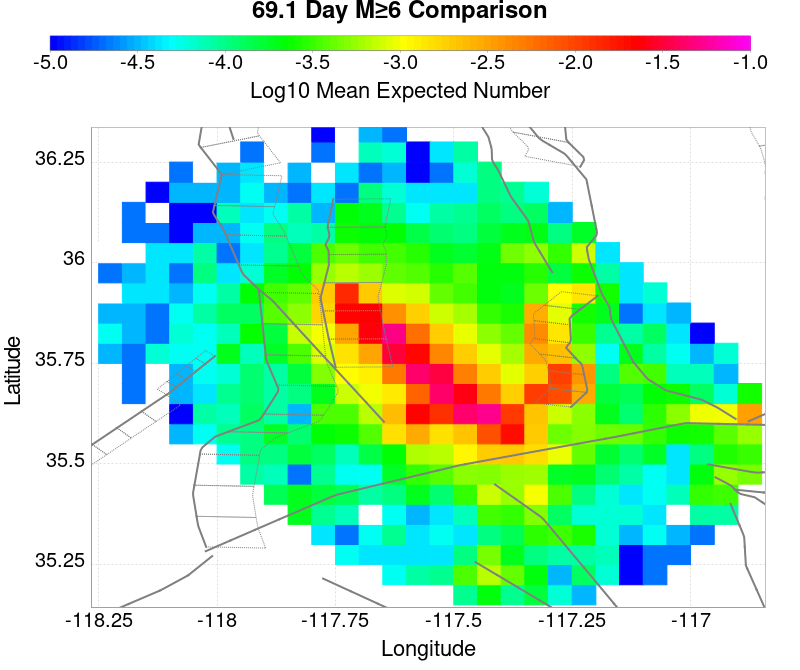 69.1 Day M≥6 Comparison
-5.0 -4.5 -4.0 -3.5 -3.0 -2.5 -2.0 -1.5 -1.0
Log10 Mean Expected Number
36.25
36
35.75
35.5
35.25
Latitude
-118.25 -118 -117.75 -117.5 -117.25 -117
Longitude